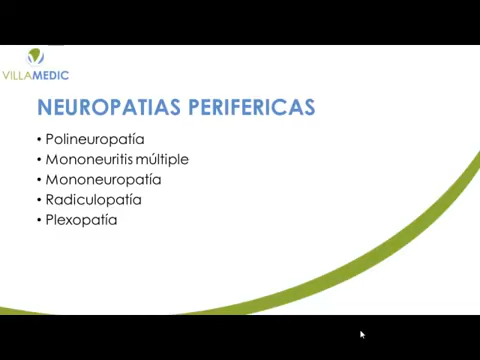 VILLAMEDIC
NEUROPATIAS PERIFERICAS
• Polineuropatía
• Mononeuritis múltiple
• Mononeuropatía
• Radiculopatía
• Plexopatía